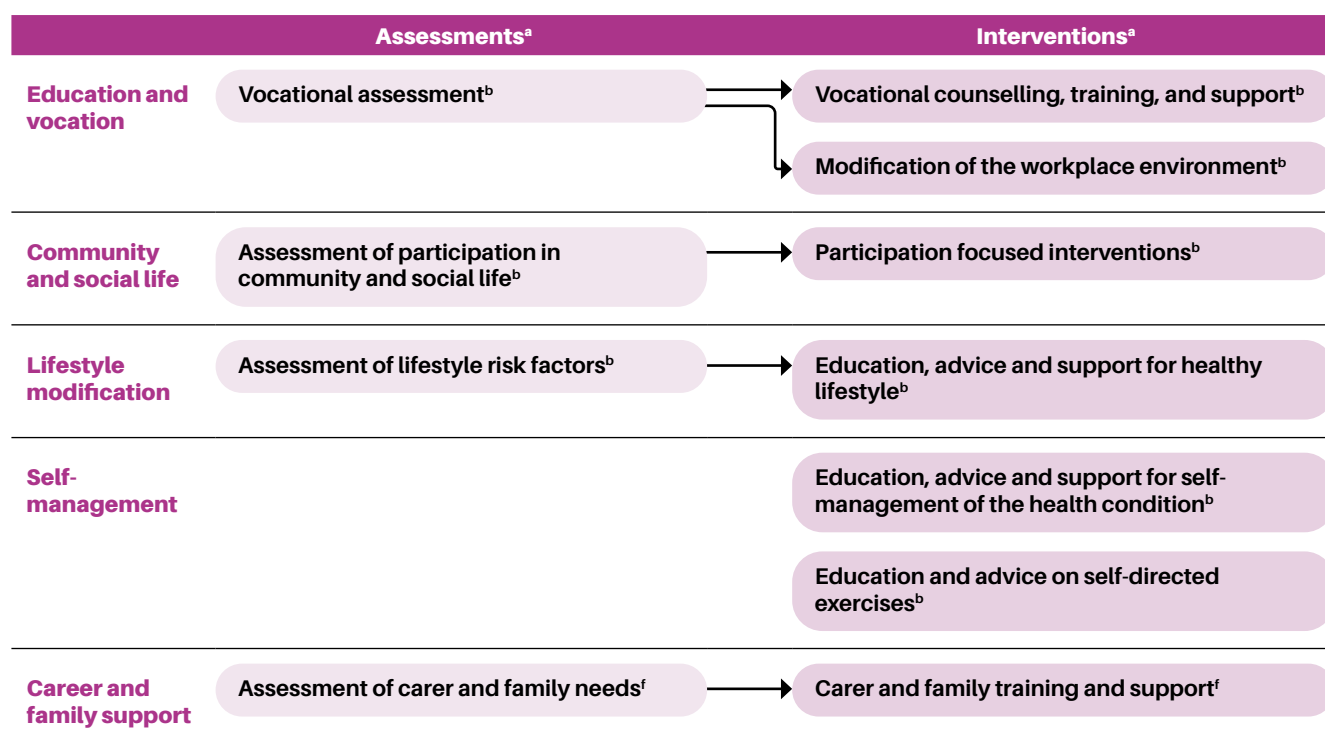 Assessmentsᵃ Interventionsᵃ
Education and
vocation
Vocational assessmentᵇ
Vocational counselling, training, and supportᵇ
Modification of the workplace environmentᵇ
Community
and social life
Assessment of participation in
community and social lifeᵇ
Participation focused interventionsᵇ
Lifestyle
modification
Assessment of lifestyle risk factorsᵇ
Education, advice and support for healthy
lifestyleᵇ
Self-
management
Education, advice and support for self-
management of the health conditionᵇ
Education and advice on self-directed
exercisesᵇ
Career and
family support
Assessment of carer and family needsᶠ
Carer and family training and supportᶠ